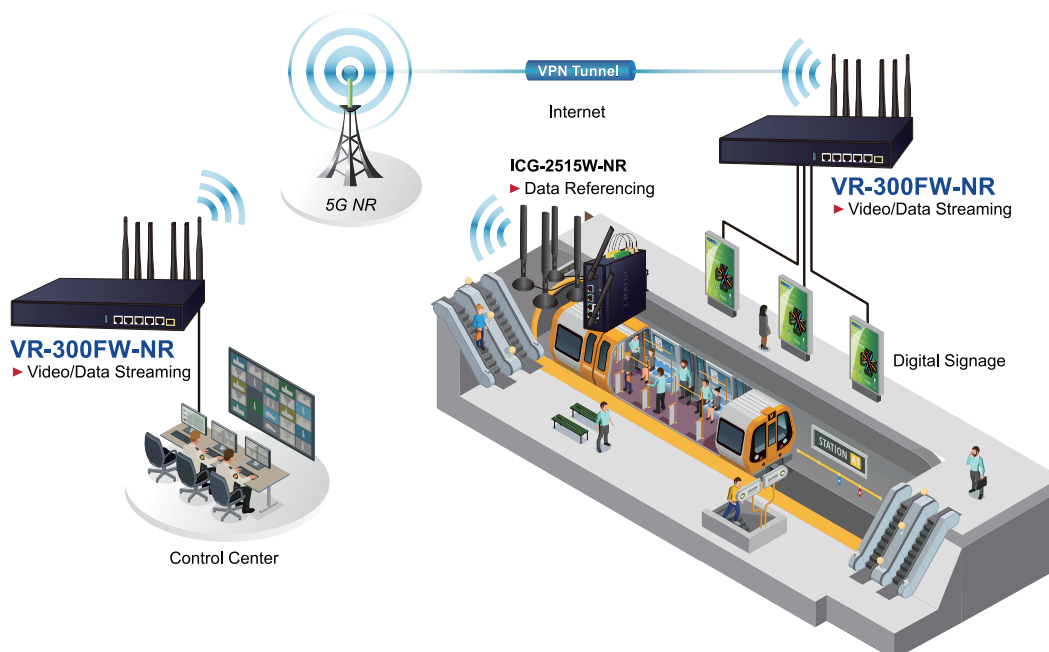 VPN Tunnel
Internet
5G NR
ICG-2515W-NR
► Data Referencing
VR-300FW-NR
► Video/Data Streaming
VR-300FW-NR
► Video/Data Streaming
Digital Signage
STATION A1
Control Center